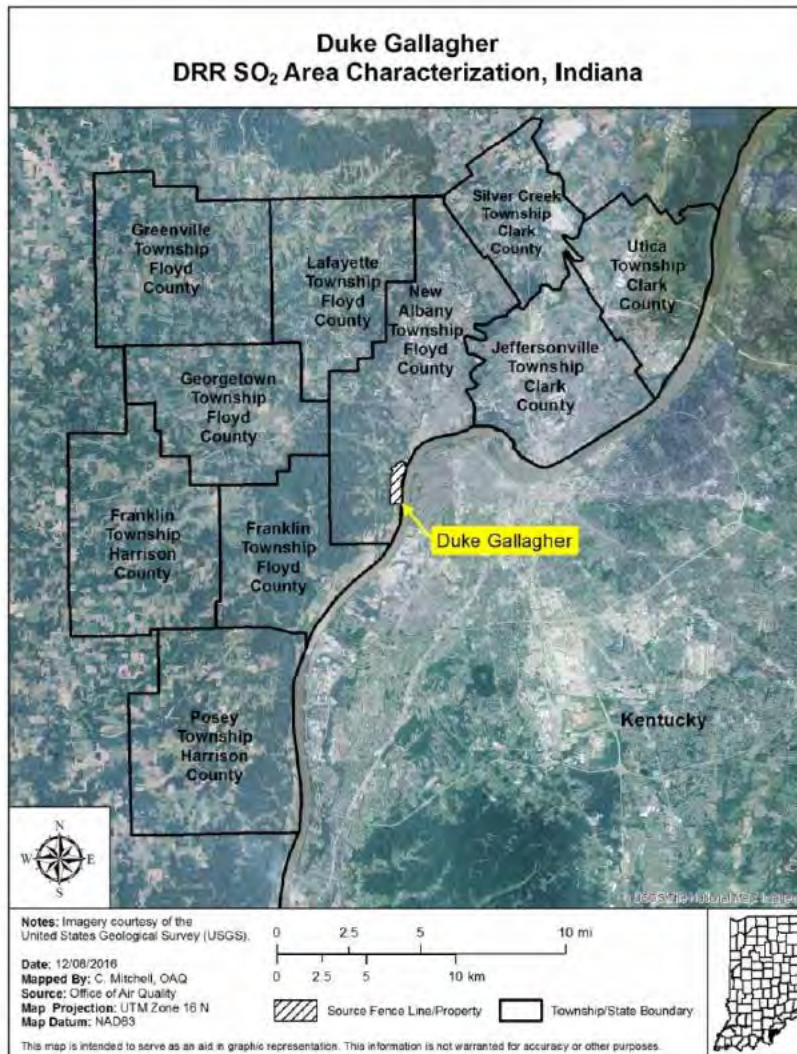 Duke Gallagher
DRR SO₂ Area Characterization, Indiana
Silver Creek
Township
Clark
County
Greenville
Township
Floyd
County
Lafayette
Township
Floyd
County
Utica
Township
Clark
County
New
Albany
Township
Floyd
County
Jeffersonville
Township
Clark
County
Georgetown
Township
Floyd
County
Franklin
Township
Harrison
County
Franklin
Township
Floyd
County
Duke Gallagher
Kentucky
Posey
Township
Harrison
County
N
W E
S
Notes: Imagery courtesy of the
United States Geological Survey (USGS).
Date: 12/08/2016
Mapped By: C. Mitchell, OAQ
Source: Office of Air Quality
Map Projection: UTM Zone 16 N
Map Datum: NAD83
0 2.5 5 10 mi
0 2.5 5 10 km
Source Fence Line/Property
Township/State Boundary
This map is intended to serve as an aid in graphic representation. This information is not warranted for accuracy or other purposes.